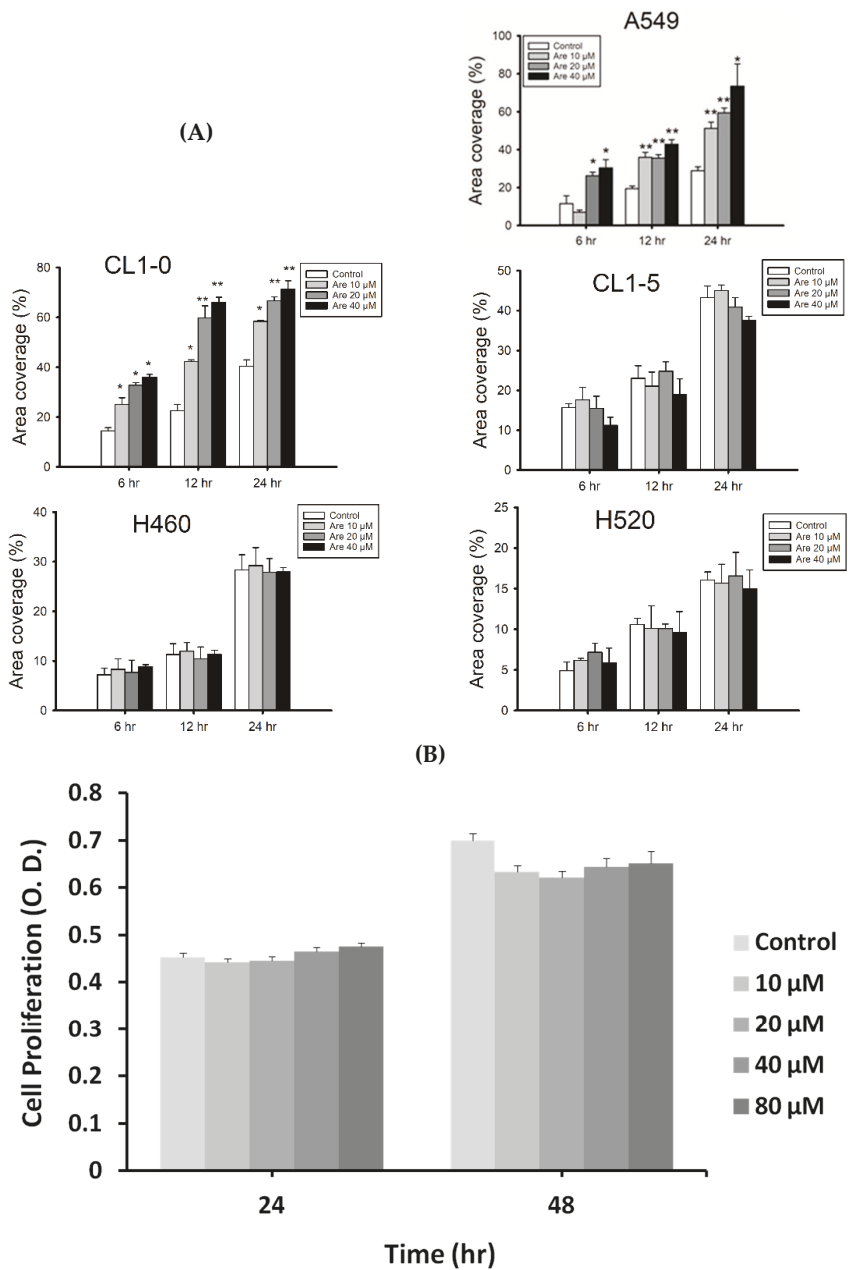 A549
Control
Are 10 µM
Are 20 µM
Are 40 µM
Area coverage (%)
100
80
60
40
20
0
* *
** ** **
** ** *
6 hr 12 hr 24 hr
(A)
CL1-0
Control
Are 10 µM
Are 20 µM
Are 40 µM
Area coverage (%)
80
60
40
20
0
* * *
* ** **
* ** **
6 hr 12 hr 24 hr
CL1-5
Control
Are 10 µM
Are 20 µM
Are 40 µM
Area coverage (%)
50
40
30
20
10
0
6 hr 12 hr 24 hr
H460
Control
Are 10 µM
Are 20 µM
Are 40 µM
Area coverage (%)
40
30
20
10
0
6 hr 12 hr 24 hr
H520
Control
Are 10 µM
Are 20 µM
Are 40 µM
Area coverage (%)
25
20
15
10
5
0
6 hr 12 hr 24 hr
(B)
Cell Proliferation (O. D.)
0.8
0.7
0.6
0.5
0.4
0.3
0.2
0.1
0
24 48
Time (hr)
Control
10 µM
20 µM
40 µM
80 µM